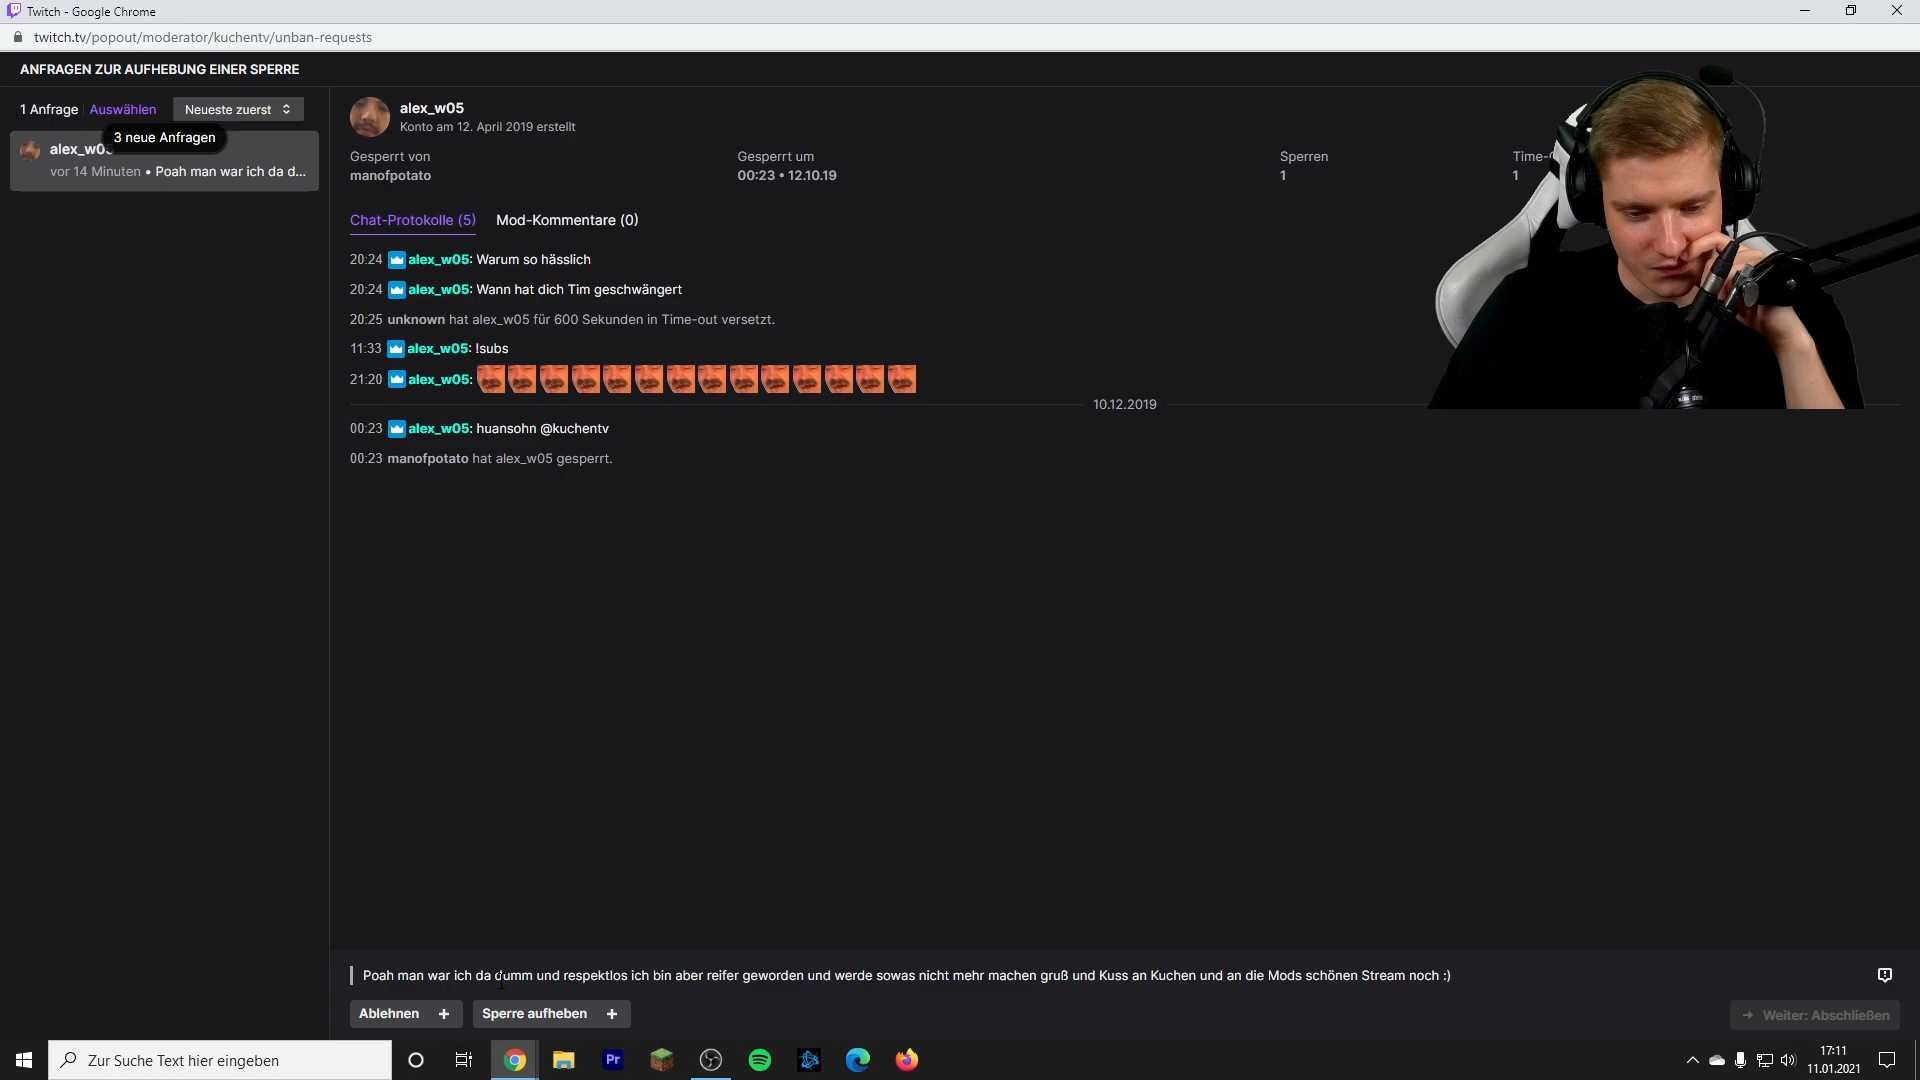 Twitch - Google Chrome
twitch.tv/popout/moderator/kuchentv/unban-requests
ANFRAGEN ZUR AUFHEBUNG EINER SPERRE
1 Anfrage Auswählen Neueste zuerst
3 neue Anfragen
alex_w0
vor 14 Minuten • Poah man war ich da d...
alex_w05
Konto am 12. April 2019 erstellt
Gesperrt von
manofpotato
Gesperrt um
00:23 • 12.10.19
Sperren
1
Time-
1
Chat-Protokolle (5) Mod-Kommentare (0)
20:24 alex_w05: Warum so hässlich
20:24 alex_w05: Wann hat dich Tim geschwängert
20:25 unknown hat alex_w05 für 600 Sekunden in Time-out versetzt.
11:33 alex_w05: !subs
21:20 alex_w05:
10.12.2019
00:23 alex_w05: huansohn @kuchentv
00:23 manofpotato hat alex_w05 gesperrt.
Poah man war ich da dumm und respektlos ich bin aber reifer geworden und werde sowas nicht mehr machen gruß und Kuss an Kuchen und an die Mods schönen Stream noch :)
Ablehnen + Sperre aufheben +
→ Weiter: Abschließen
Zur Suche Text hier eingeben
Pr
17:11
11.01.2021